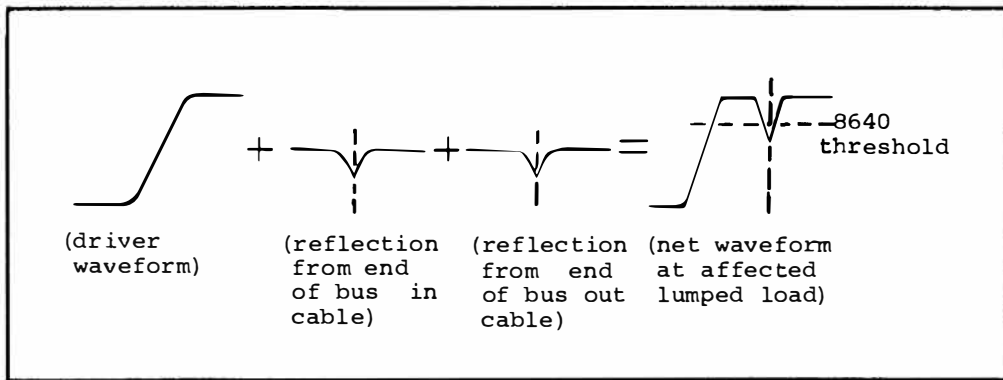 + + =
8640
threshold
(driver
waveform)
(reflection
from end
of bus in
cable)
(reflection
from end
of bus out
cable)
(net waveform
at affected
lumped load)